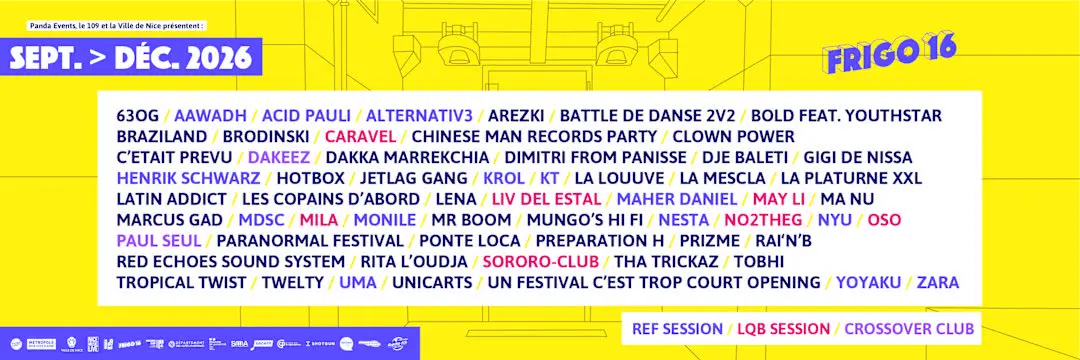 Panda Events, le 109 et la Ville de Nice présentent :
SEPT. > DÉC. 2026
FRIGO 16
63OG / AAWADH / ACID PAULI / ALTERNATIV3 / AREZKI / BATTLE DE DANSE 2V2 / BOLD FEAT. YOUTHSTAR
BRAZILAND / BRODINSKI / CARAVEL / CHINESE MAN RECORDS PARTY / CLOWN POWER
C'ETAIT PREVU / DAKEEZ / DAKKA MARREKCHIA / DIMITRI FROM PANISSE / DJE BALETI / GIGI DE NISSA
HENRIK SCHWARZ / HOTBOX / JETLAG GANG / KROL / KT / LA LOUUVE / LA MESCLA / LA PLATURNE XXL
LATIN ADDICT / LES COPAINS D'ABORD / LENA / LIV DEL ESTAL / MAHER DANIEL / MAY LI / MA NU
MARCUS GAD / MDSC / MILA / MONILE / MR BOOM / MUNGO'S HI FI / NESTA / NO2THEG / NYU / OSO
PAUL SEUL / PARANORMAL FESTIVAL / PONTE LOCA / PREPARATION H / PRIZME / RAI'N'B
RED ECHOES SOUND SYSTEM / RITA L'OUDJA / SORORO-CLUB / THA TRICKAZ / TOBHI
TROPICAL TWIST / TWELTY / UMA / UNICARTS / UN FESTIVAL C'EST TROP COURT OPENING / YOYAKU / ZARA
REF SESSION / LQB SESSION / CROSSOVER CLUB